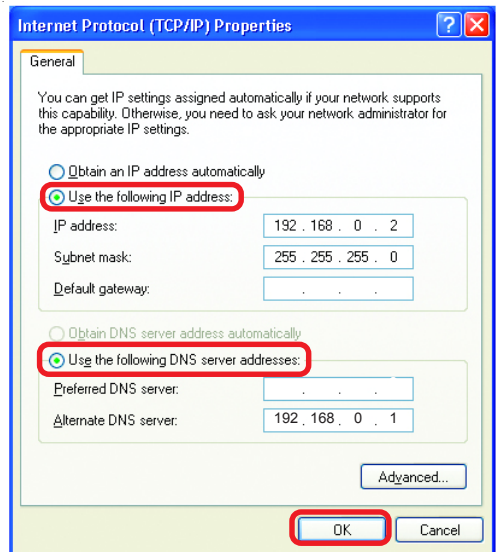 Internet Protocol (TCP/IP) Properties
General
You can get IP settings assigned automatically if your network supports
this capability. Otherwise, you need to ask your network administrator for
the appropriate IP settings.
Obtain an IP address automatically
Use the following IP address:
IP address: 192 . 168 . 0 . 2
Subnet mask: 255 . 255 . 255 . 0
Default gateway: . . .
Obtain DNS server address automatically
Use the following DNS server addresses:
Preferred DNS server: . . .
Alternate DNS server: 192 . 168 . 0 . 1
Advanced...
OK Cancel